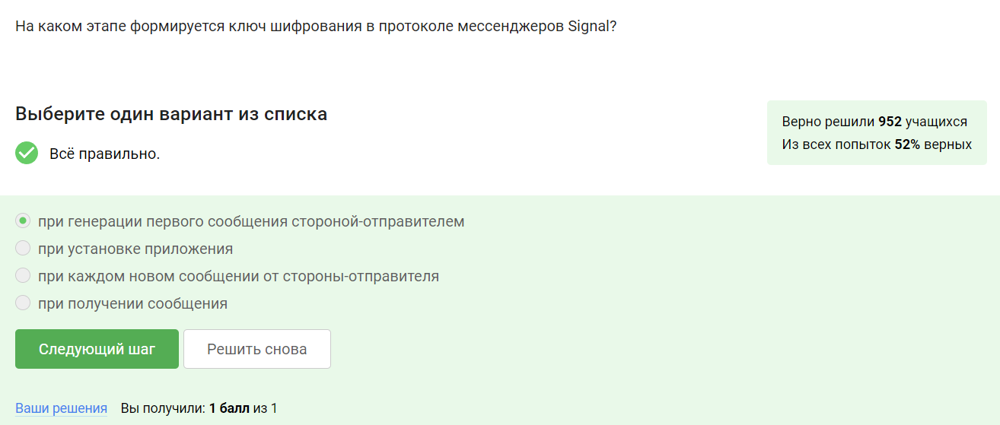 На каком этапе формируется ключ шифрования в протоколе мессенджеров Signal?
Выберите один вариант из списка
Всё правильно.
Верно решили 952 учащихся
Из всех попыток 52% верных
при генерации первого сообщения стороной-отправителем
при установке приложения
при каждом новом сообщении от стороны-отправителя
при получении сообщения
Следующий шаг
Решить снова
Ваши решения Вы получили: 1 балл из 1